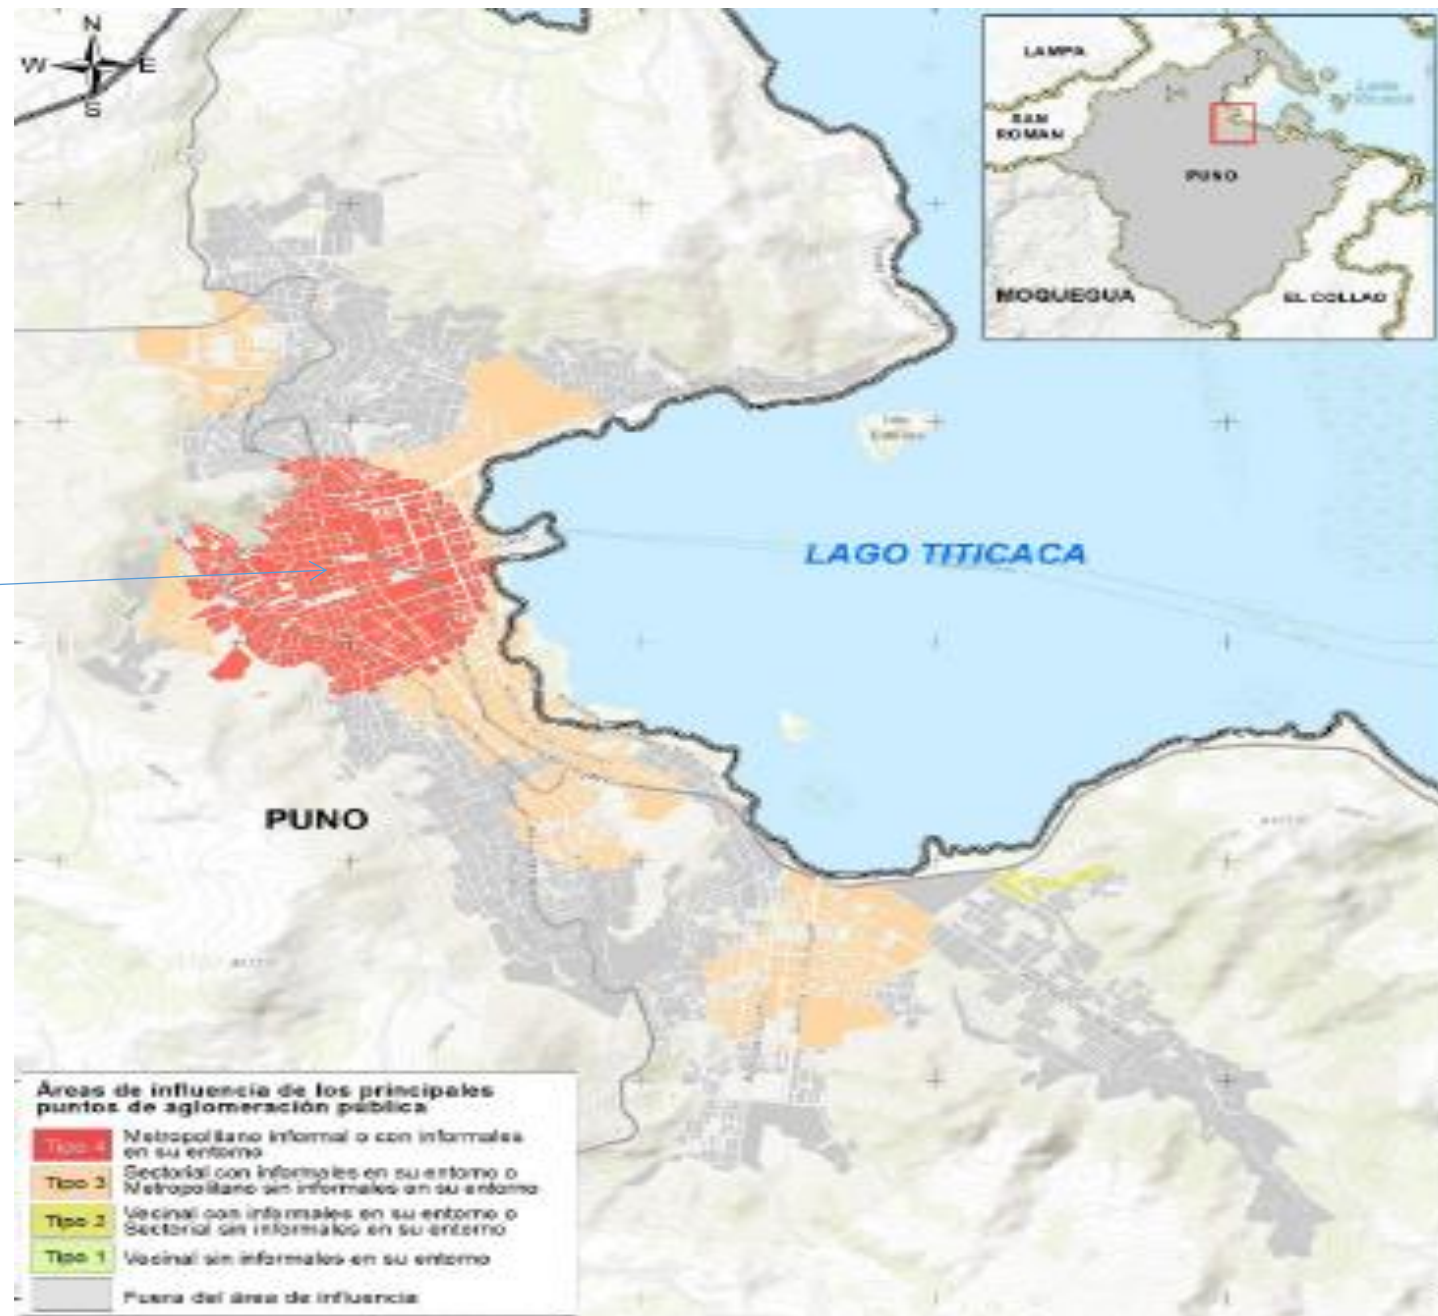 N
W E
S
LAMPA
Lago
Titicaca
SAN
ROMAN
PUNO
MOQUEGUA
EL COLLAO
LAGO TITICACA
PUNO
Áreas de influencia de los principales
puntos de aglomeración pública
Tipo 4 Metropolitano informal o con informales
en su entorno
Tipo 3 Sectorial con informales en su entorno o
Metropolitano sin informales en su entorno
Tipo 2 Vecinal con informales en su entorno o
Sectorial sin informales en su entorno
Tipo 1 Vecinal sin informales en su entorno
Fuera del área de influencia